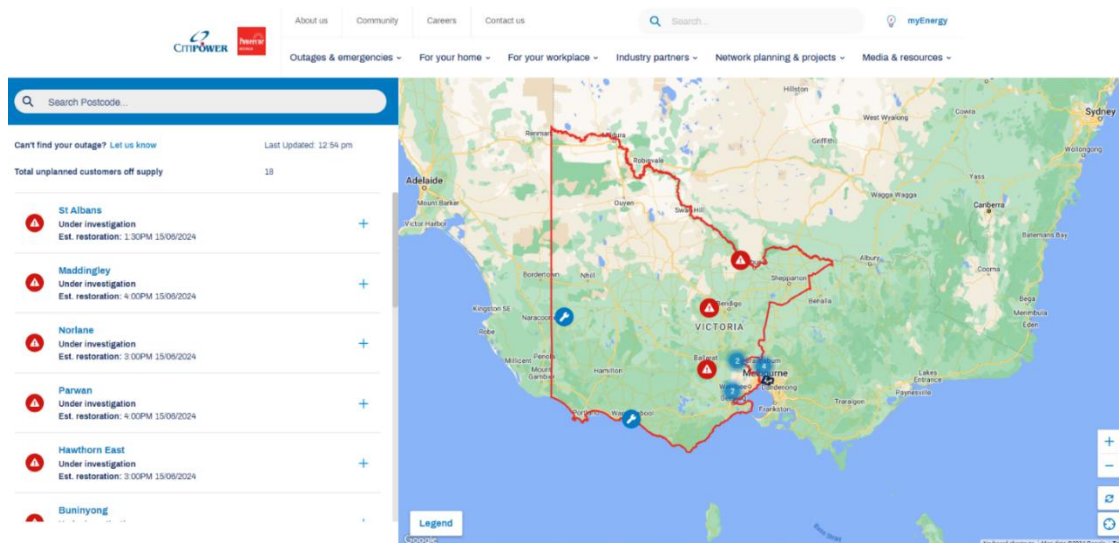 About us Community Careers Contact us Search... myEnergy
CITIPOWER Powercor
Outages & emergencies For your home For your workplace Industry partners Network planning & projects Media & resources
Search Postcode...
Can't find your outage? Let us know Last Updated: 12:54 pm
Total unplanned customers off supply 18
St Albans
Under investigation
Est. restoration: 1:30PM 15/06/2024
Maddingley
Under investigation
Est. restoration: 4:00PM 15/06/2024
Norlane
Under investigation
Est. restoration: 3:00PM 15/06/2024
Parwan
Under investigation
Est. restoration: 4:00PM 15/06/2024
Hawthorn East
Under investigation
Est. restoration: 3:00PM 15/06/2024
Buninyong
Hillston
West Wyalong
Cowra
Sydney
Renmark
Mildura
Griffith
Wollongong
Robinvale
Yass
Adelaide
Mount Barker
Ouyen
Swan Hill
Wagga Wagga
Canberra
Victor Harbor
Batemans Bay
Albury
Bordertown
Nhill
Shepparton
Cooma
Benalla
Kingston SE
Naracoorte
Bendigo
Bega
Merimbula
Robe
VICTORIA
Eden
Millicent
Penola
Ballarat
2
4
Mount Gambier
Hamilton
Melbourne
Lakes Entrance
2
Dandenong
Paynesville
Frankston
Traralgon
Portland
Legend
Google